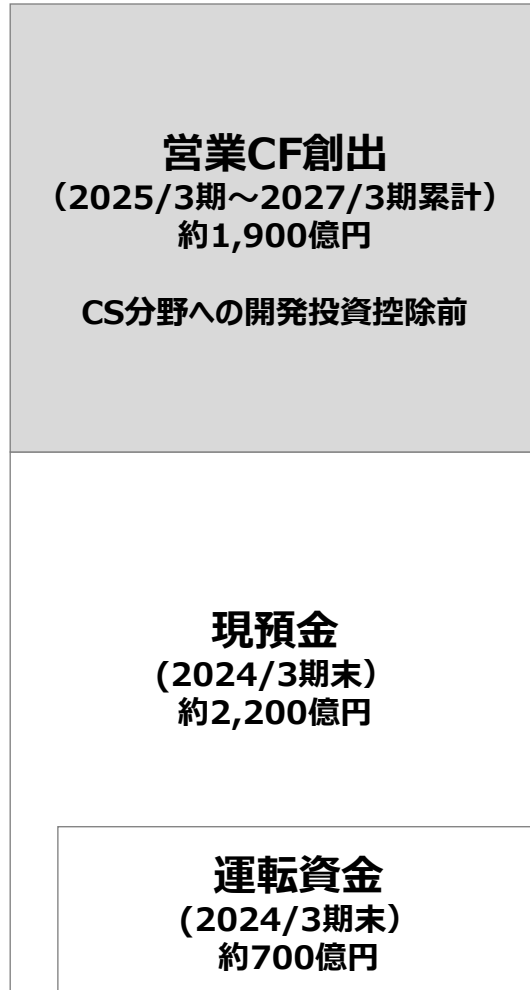 営業CF創出
（2025/3期～2027/3期累計）
約1,900億円
CS分野への開発投資控除前
現預金
(2024/3期末）
約2,200億円
運転資金
(2024/3期末）
約700億円